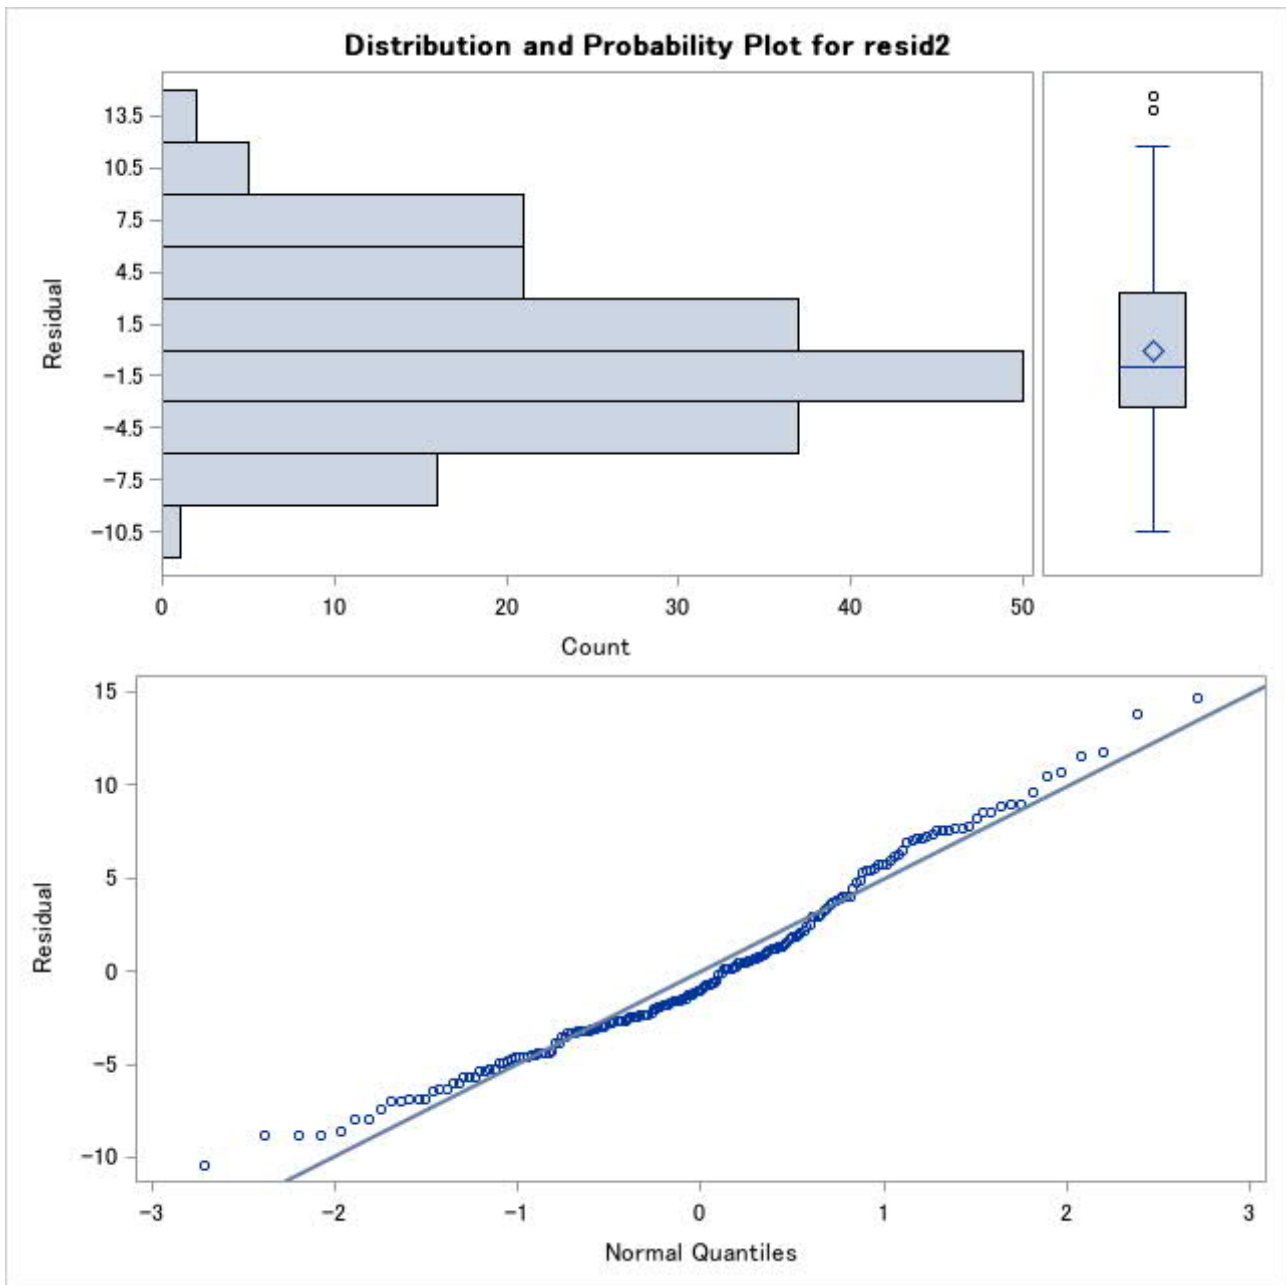 Distribution and Probability Plot for resid2
13.5
10.5
7.5
4.5
1.5
−1.5
−4.5
−7.5
−10.5
Residual
0 10 20 30 40 50
Count
15
10
5
0
−5
−10
Residual
−3 −2 −1 0 1 2 3
Normal Quantiles